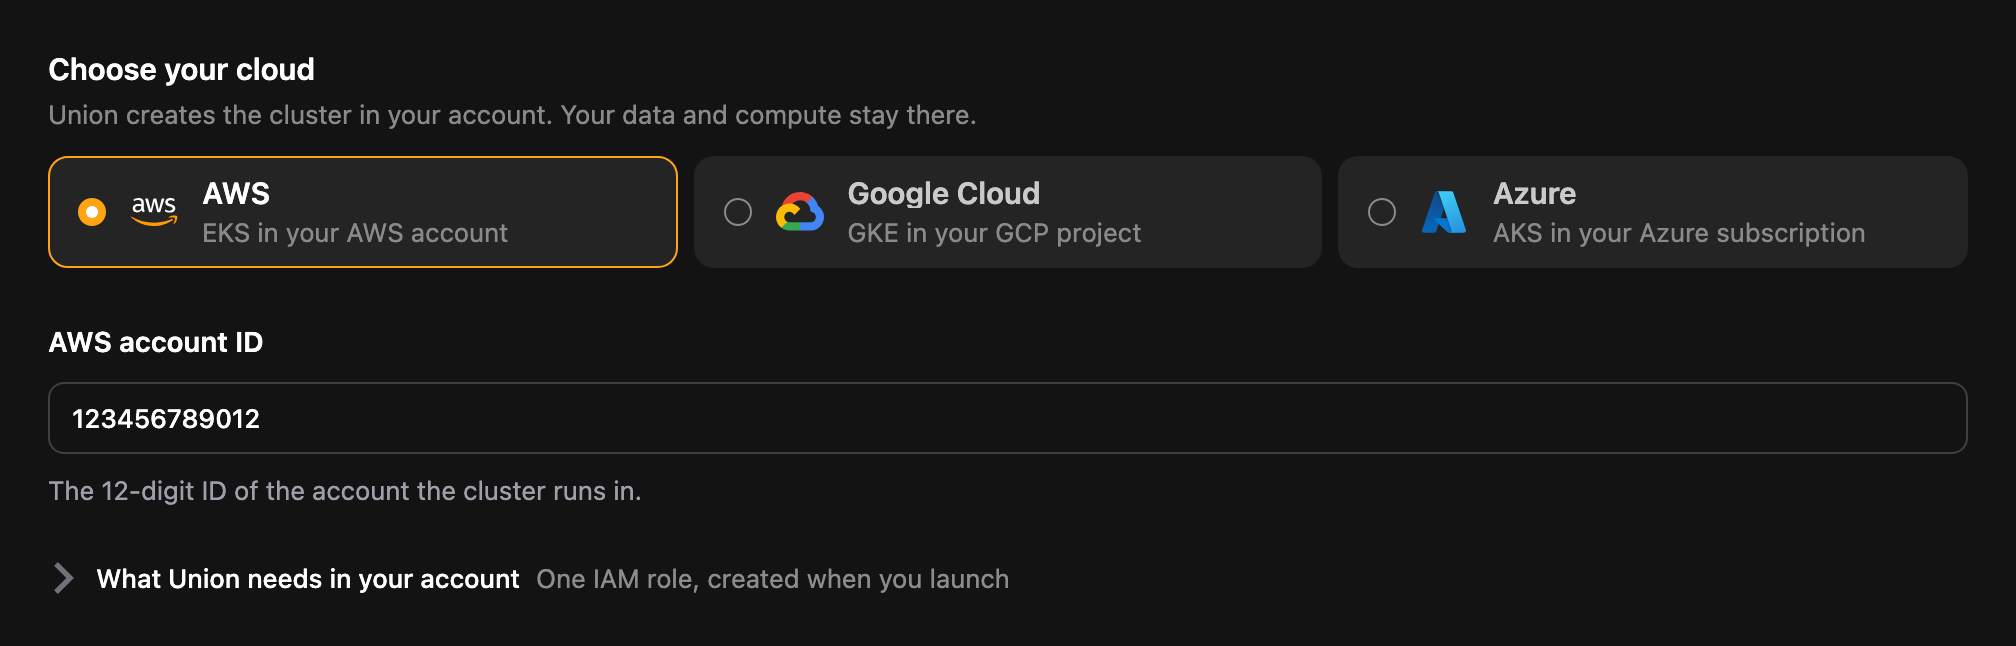 Choose your cloud
Union creates the cluster in your account. Your data and compute stay there.
aws
AWS
EKS in your AWS account
Google Cloud
GKE in your GCP project
Azure
AKS in your Azure subscription
AWS account ID
123456789012
The 12-digit ID of the account the cluster runs in.
What Union needs in your account One IAM role, created when you launch